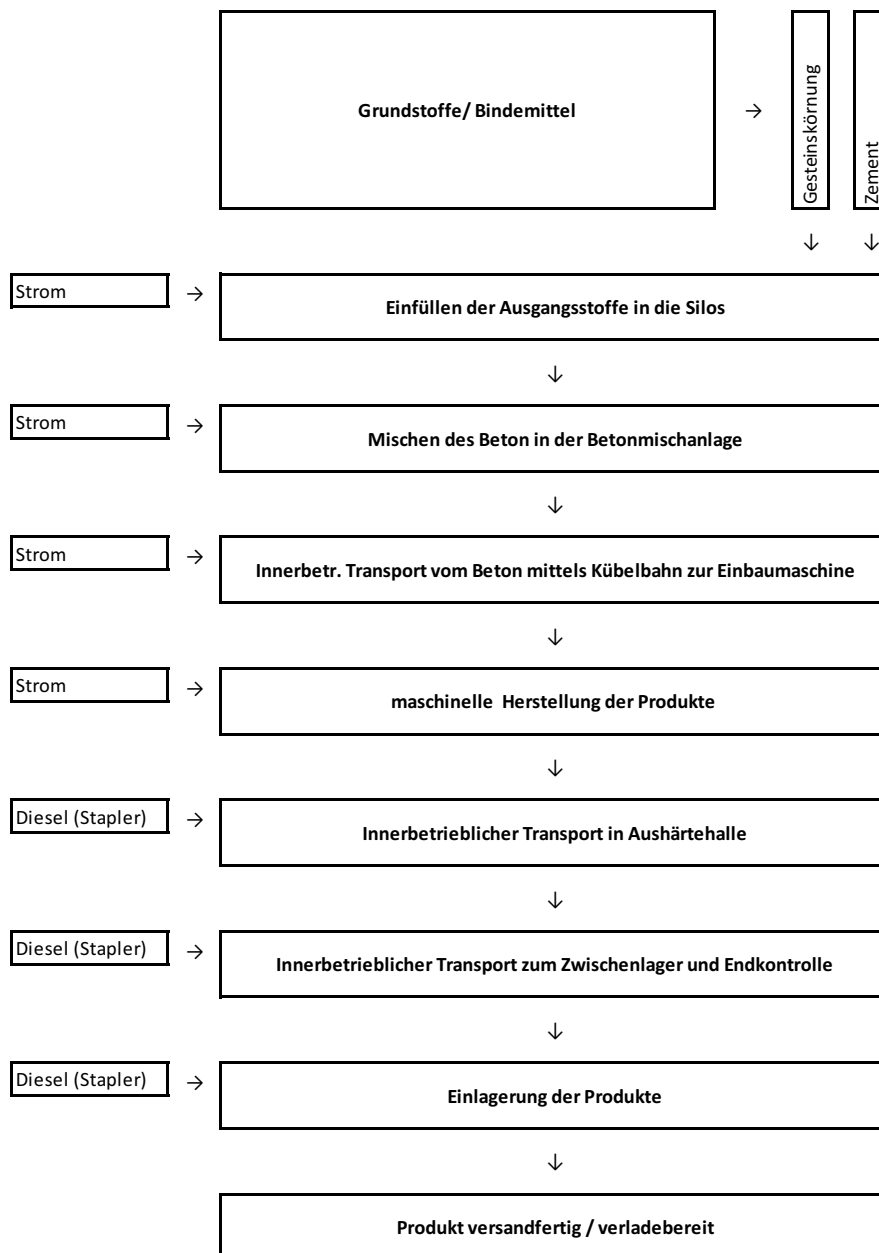 Grundstoffe/ Bindemittel
→
Gesteinskörnung
Zement
↓ ↓
Strom
→
Einfüllen der Ausgangsstoffe in die Silos
↓
Strom
→
Mischen des Beton in der Betonmischanlage
↓
Strom
→
Innerbetr. Transport vom Beton mittels Kübelbahn zur Einbaumaschine
↓
Strom
→
maschinelle Herstellung der Produkte
↓
Diesel (Stapler)
→
Innerbetrieblicher Transport in Aushärtehalle
↓
Diesel (Stapler)
→
Innerbetrieblicher Transport zum Zwischenlager und Endkontrolle
↓
Diesel (Stapler)
→
Einlagerung der Produkte
↓
Produkt versandfertig / verladebereit